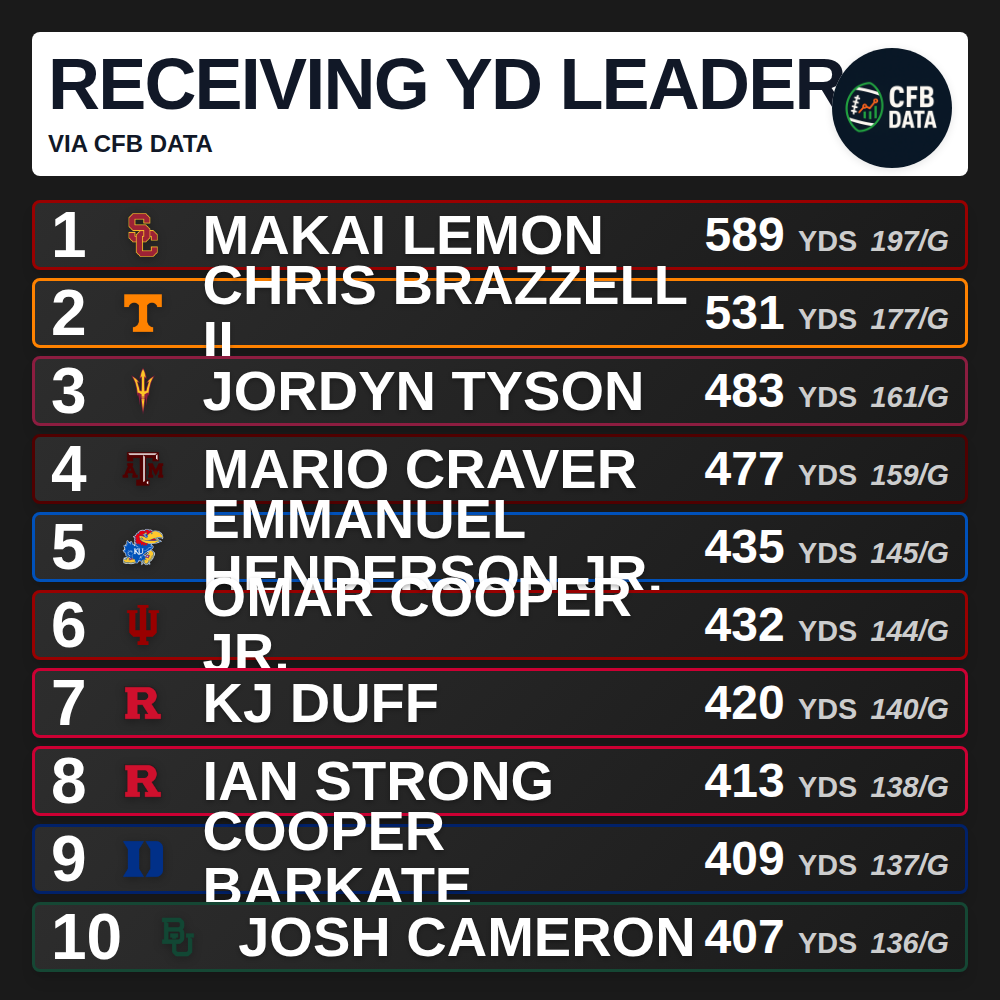 RECEIVING YD LEADER
VIA CFB DATA
CFB
DATA
1 SC MAKAI LEMON 589 YDS 197/G
2 T CHRIS BRAZZELL
II 531 YDS 177/G
3 JORDYN TYSON 483 YDS 161/G
4 ATM MARIO CRAVER 477 YDS 159/G
5 KU EMMANUEL
HENDERSON JR. 435 YDS 145/G
6 IU OMAR COOPER
JR. 432 YDS 144/G
7 R KJ DUFF 420 YDS 140/G
8 R IAN STRONG 413 YDS 138/G
9 D COOPER
BARKATE 409 YDS 137/G
10 BU JOSH CAMERON 407 YDS 136/G